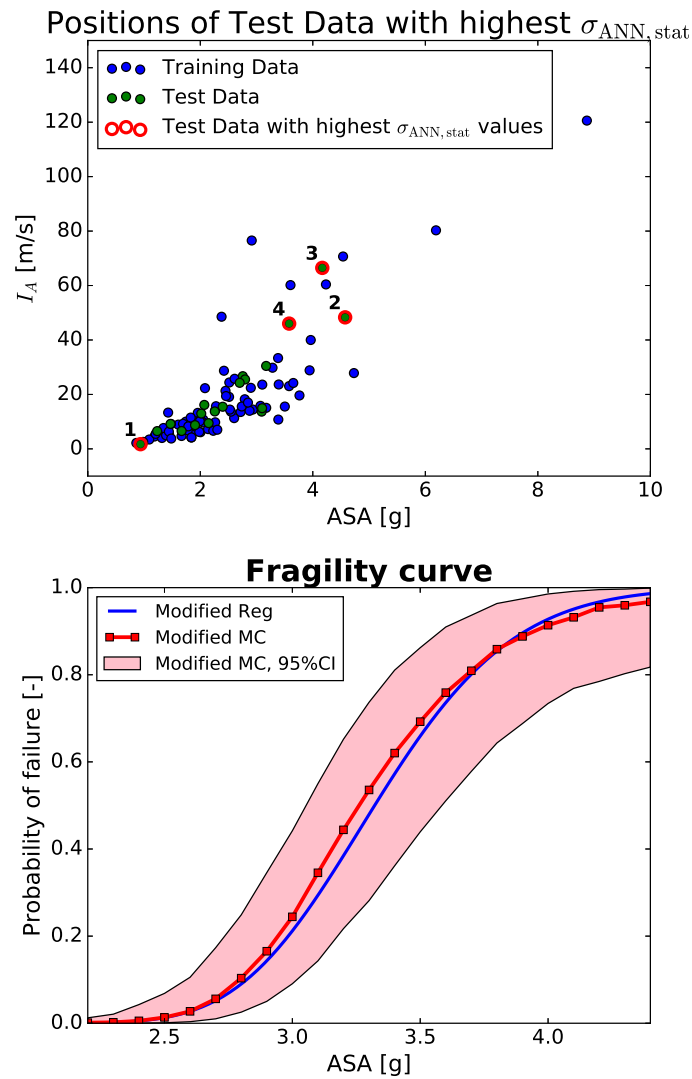 Positions of Test Data with highest σ_ANN, stat
140
120
100
80
60
40
20
0
I_A [m/s]
Training Data
Test Data
Test Data with highest σ_ANN, stat values
1
2
3
4
0 2 4 6 8 10
ASA [g]
Fragility curve
1.0
0.8
0.6
0.4
0.2
0.0
Probability of failure [-]
Modified Reg
Modified MC
Modified MC, 95%CI
2.5 3.0 3.5 4.0
ASA [g]